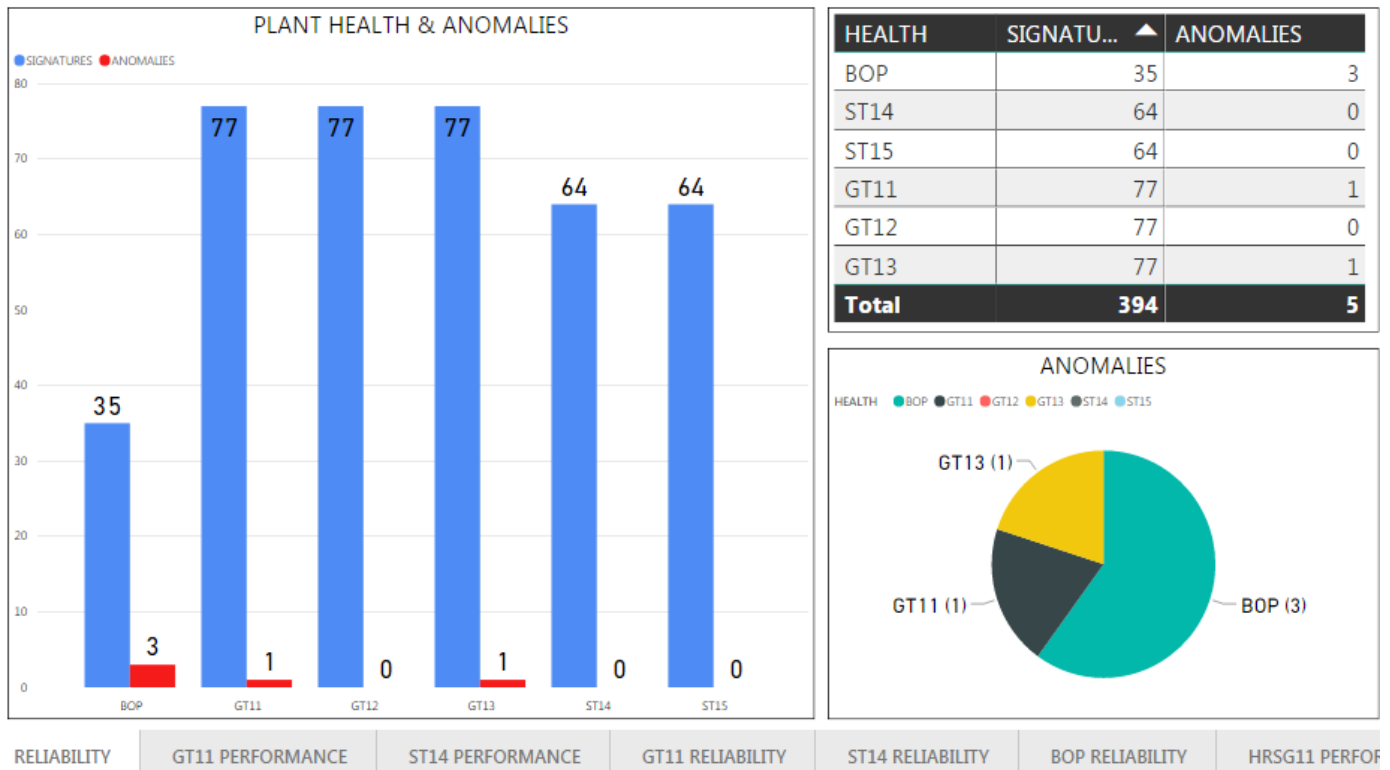 PLANT HEALTH & ANOMALIES
SIGNATURES ANOMALIES
80
70
60
50
40
30
20
10
0
35
3
77
1
77
0
77
1
64
0
64
0
BOP GT11 GT12 GT13 ST14 ST15
HEALTH SIGNATU... ANOMALIES
BOP 35 3
ST14 64 0
ST15 64 0
GT11 77 1
GT12 77 0
GT13 77 1
Total 394 5
ANOMALIES
HEALTH BOP GT11 GT12 GT13 ST14 ST15
GT13 (1)
GT11 (1)
BOP (3)
RELIABILITY GT11 PERFORMANCE ST14 PERFORMANCE GT11 RELIABILITY ST14 RELIABILITY BOP RELIABILITY HRSG11 PERFOR